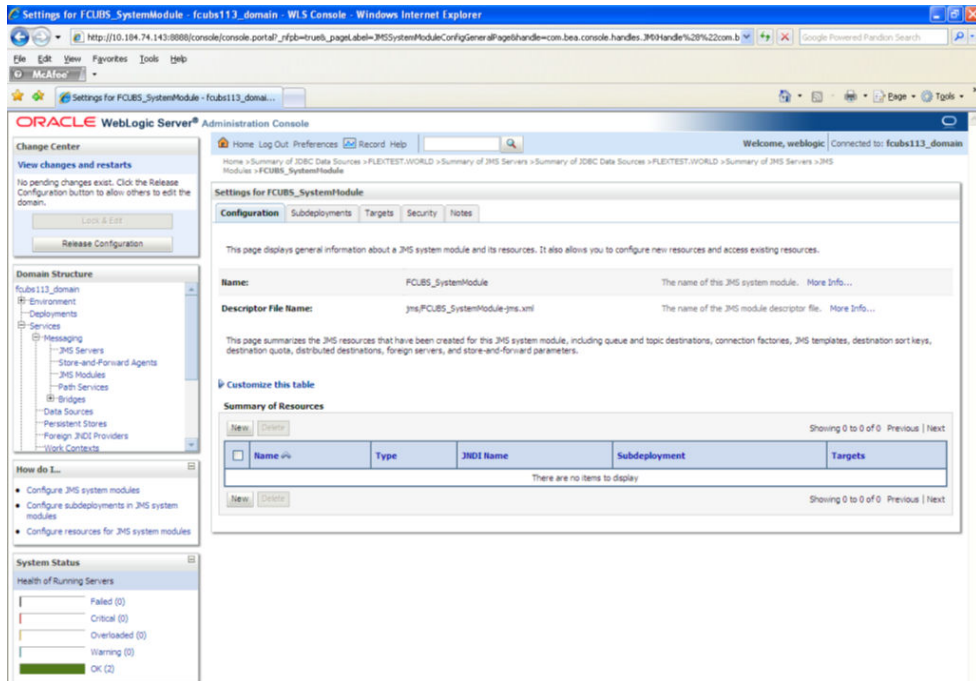 Settings for FCUBS_SystemModule - fcubs113_domain - WLS Console - Windows Internet Explorer
http://10.184.74.143:8888/console/console.portal?_nfpb=true&_pageLabel=JMSSystemModuleConfigGeneralPage&handle=com.bea.console.handles.JMXHandle%28%22com.b
Google Powered Pandion Search
File Edit View Favorites Tools Help
McAfee
Settings for FCUBS_SystemModule - fcubs113_domai...
Page Tools
ORACLE WebLogic Server® Administration Console
Change Center
View changes and restarts
No pending changes exist. Click the Release
Configuration button to allow others to edit the
domain.
Lock & Edit
Release Configuration
Domain Structure
fcubs113_domain
Environment
Deployments
Services
Messaging
JMS Servers
Store-and-Forward Agents
JMS Modules
Path Services
Bridges
Data Sources
Persistent Stores
Foreign JNDI Providers
Work Contexts
How do I...
Configure JMS system modules
Configure subdeployments in JMS system
modules
Configure resources for JMS system modules
System Status
Health of Running Servers
Failed (0)
Critical (0)
Overloaded (0)
Warning (0)
OK (2)
Home Log Out Preferences Record Help
Welcome, weblogic Connected to: fcubs113_domain
Home >Summary of JDBC Data Sources >FLEXTEST.WORLD >Summary of JMS Servers >Summary of JDBC Data Sources >FLEXTEST.WORLD >Summary of JMS Servers >JMS
Modules >FCUBS_SystemModule
Settings for FCUBS_SystemModule
Configuration Subdeployments Targets Security Notes
This page displays general information about a JMS system module and its resources. It also allows you to configure new resources and access existing resources.
Name: FCUBS_SystemModule The name of this JMS system module. More Info...
Descriptor File Name: jms/FCUBS_SystemModule-jms.xml The name of the JMS module descriptor file. More Info...
This page summarizes the JMS resources that have been created for this JMS system module, including queue and topic destinations, connection factories, JMS templates, destination sort keys,
destination quota, distributed destinations, foreign servers, and store-and-forward parameters.
Customize this table
Summary of Resources
New Delete Showing 0 to 0 of 0 Previous | Next
Name Type JNDI Name Subdeployment Targets
There are no items to display
New Delete Showing 0 to 0 of 0 Previous | Next